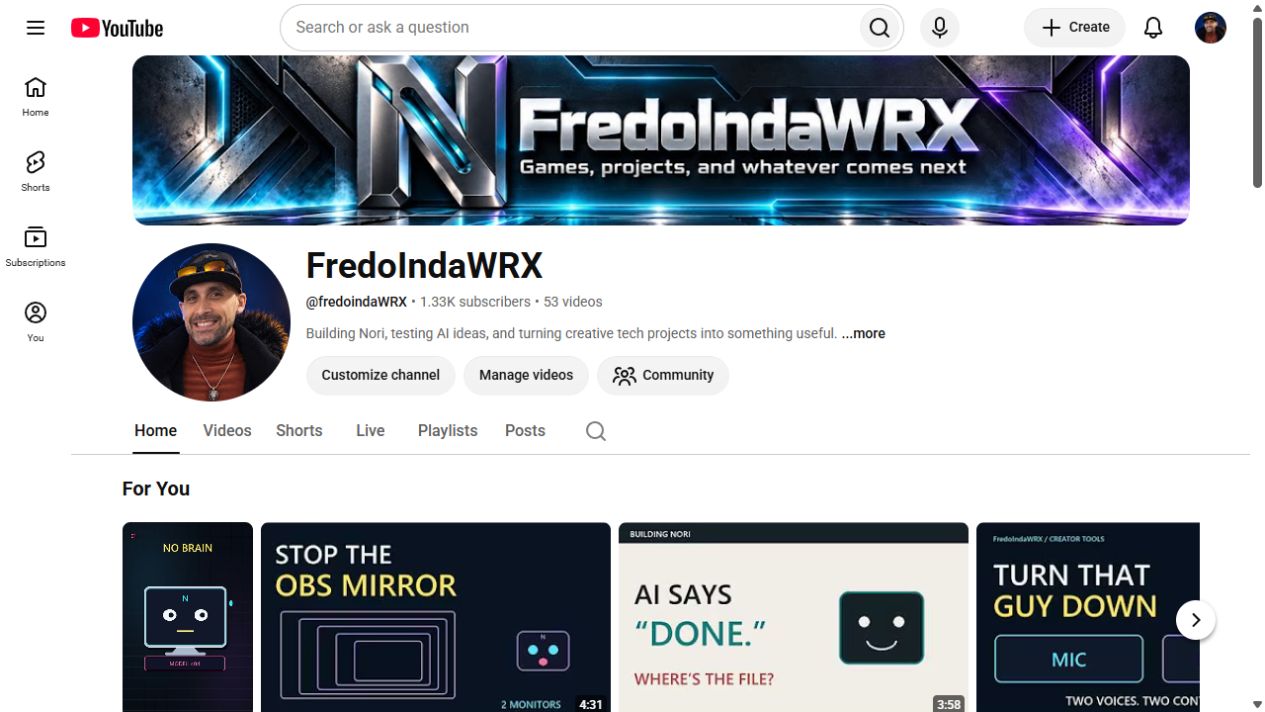 YouTube
Search or ask a question
Create
Home
Shorts
Subscriptions
You
N FredoIndaWRX
Games, projects, and whatever comes next
FredoIndaWRX
@fredoindaWRX • 1.33K subscribers • 53 videos
Building Nori, testing AI ideas, and turning creative tech projects into something useful. ...more
Customize channel
Manage videos
Community
Home Videos Shorts Live Playlists Posts
For You
NO BRAIN
N
STOP THE
OBS MIRROR
N
2 MONITORS
4:31
BUILDING NORI
AI SAYS
“DONE.”
WHERE'S THE FILE?
3:58
FredoIndaWRX / CREATOR TOOLS
TURN THAT
GUY DOWN
MIC
TWO VOICES. TWO CON